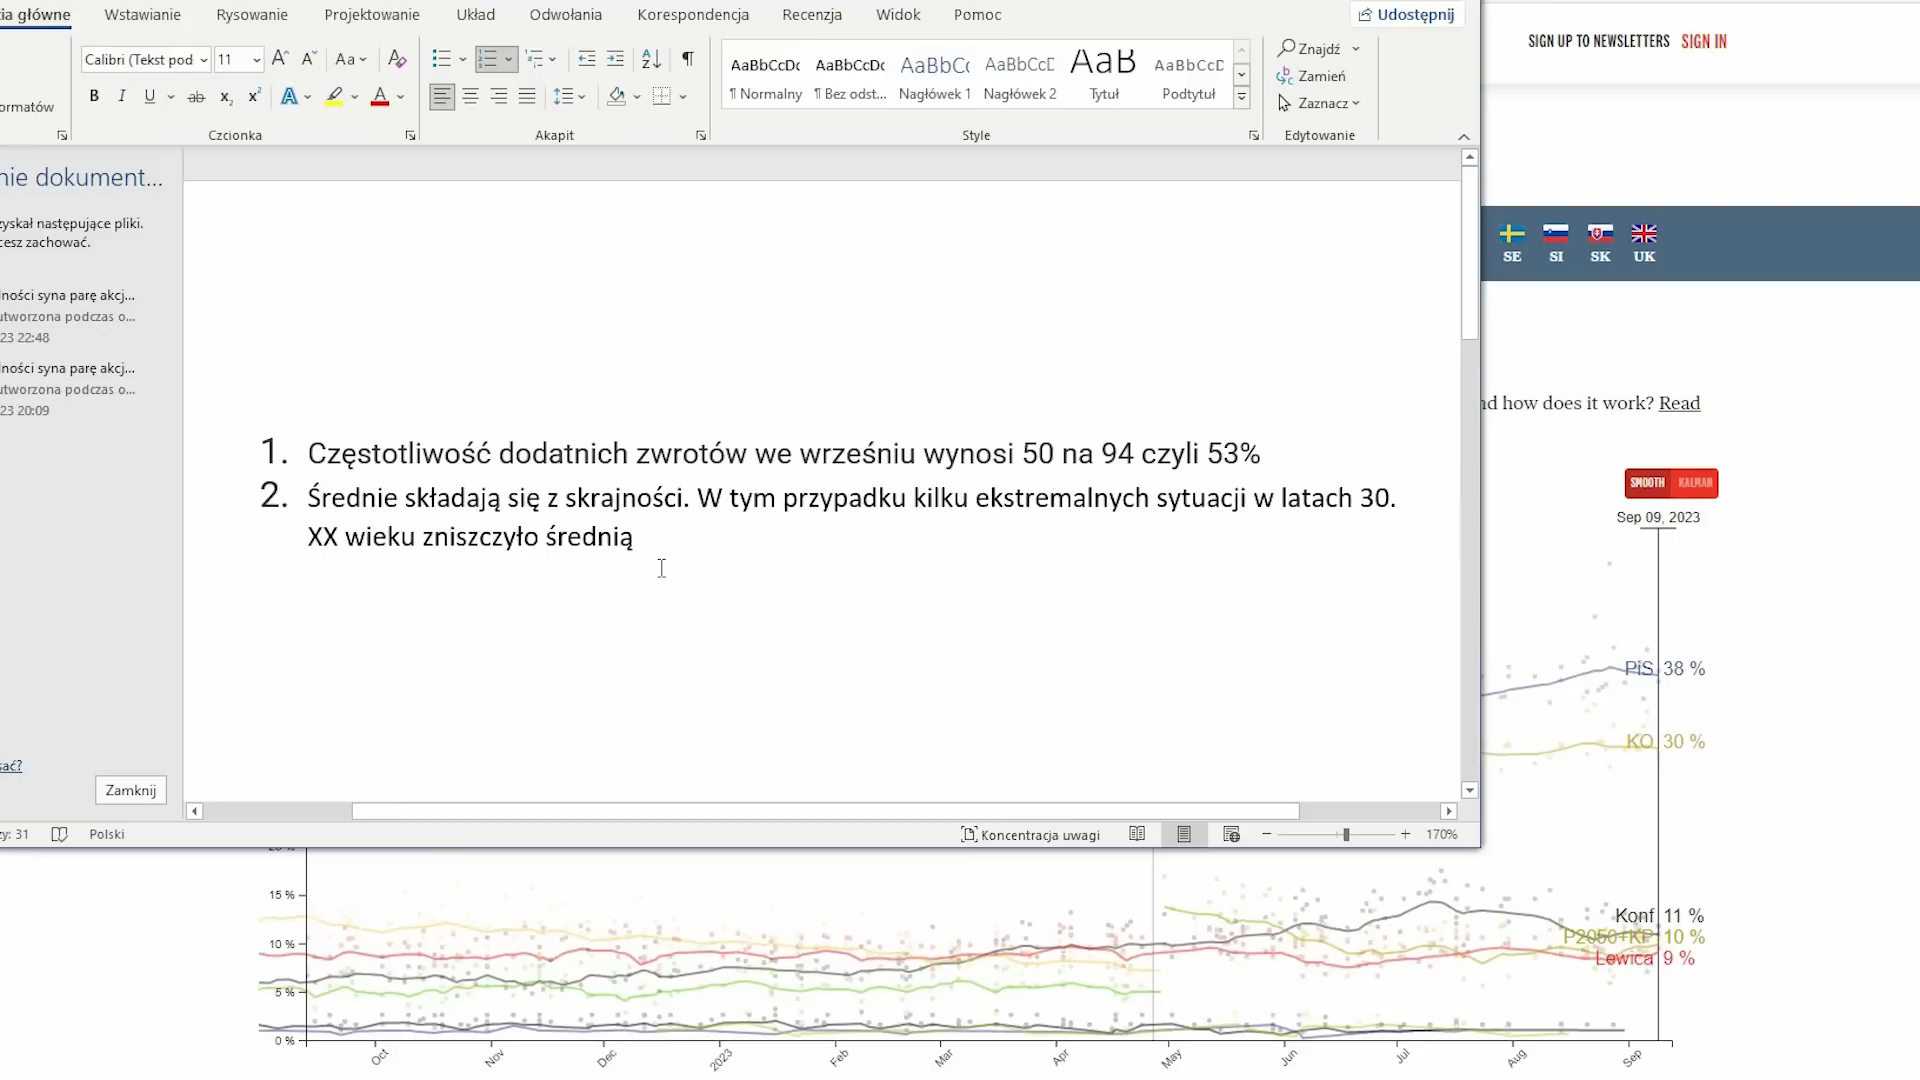 ia główne Wstawianie Rysowanie Projektowanie Układ Odwołania Korespondencja Recenzja Widok Pomoc Udostępnij
SIGN UP TO NEWSLETTERS SIGN IN
Calibri (Tekst pod 11 Aa
ormatów
Czcionka Akapit Style Edytowanie
AaBbCcDc AaBbCcDc AaBbCc AaBbCcD AaB AaBbCcD
¶ Normalny ¶ Bez odst... Nagłówek 1 Nagłówek 2 Tytuł Podtytuł
Znajdź
Zamień
Zaznacz
nie dokument...
zyskał następujące pliki.
cesz zachować.
lności syna parę akcj...
utworzona podczas o...
23 22:48
lności syna parę akcj...
utworzona podczas o...
23 20:09
sać?
Zamknij
1. Częstotliwość dodatnich zwrotów we wrześniu wynosi 50 na 94 czyli 53%
2. Średnie składają się z skrajności. W tym przypadku kilku ekstremalnych sytuacji w latach 30.
XX wieku zniszczyło średnią
zy: 31 Polski Koncentracja uwagi 170%
SE SI SK UK
nd how does it work? Read
SMOOTH KALMAN
Sep 09, 2023
PiS 38 %
KO 30 %
Konf 11 %
P2050+KP 10 %
Lewica 9 %
15 %
10 %
5 %
0 %
Oct Nov Dec 2023 Feb Mar Apr May Jun Jul Aug Sep